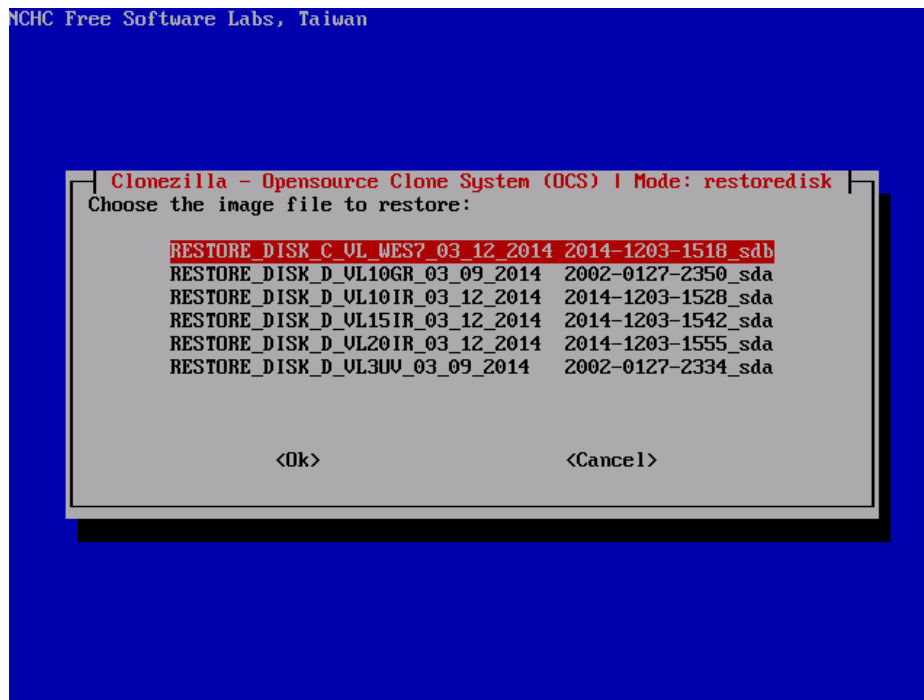 NCHC Free Software Labs, Taiwan
Clonezilla - Opensource Clone System (OCS) | Mode: restoredisk
Choose the image file to restore:
RESTORE_DISK_C_VL_WES7_03_12_2014 2014-1203-1518_sdb
RESTORE_DISK_D_VL10GR_03_09_2014 2002-0127-2350_sda
RESTORE_DISK_D_VL10IR_03_12_2014 2014-1203-1528_sda
RESTORE_DISK_D_VL15IR_03_12_2014 2014-1203-1542_sda
RESTORE_DISK_D_VL20IR_03_12_2014 2014-1203-1555_sda
RESTORE_DISK_D_VL3UV_03_09_2014 2002-0127-2334_sda
<Ok> <Cancel>